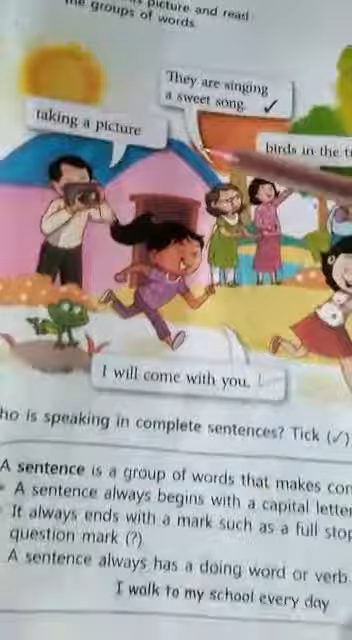 picture and read
the groups of words.
They are singing
a sweet song. ✓
taking a picture
birds in the
I will come with you.
is speaking in complete sentences? Tick (✓)
A sentence is a group of words that makes
A sentence always begins with a capital
It always ends with a mark such as a full
question mark (?)
A sentence always has a doing word or verb.
I walk to my school every day